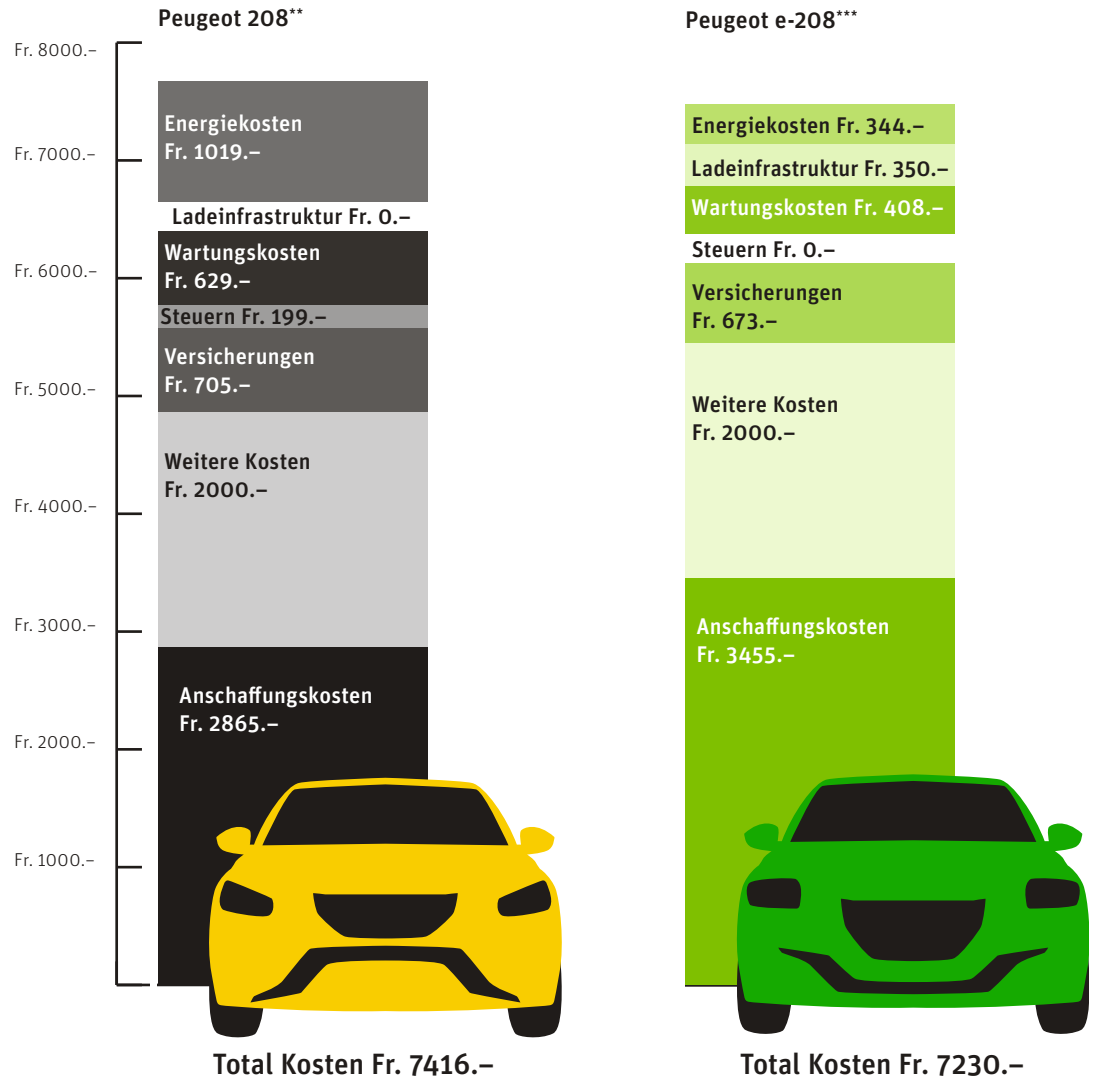 Peugeot 208**
Fr. 8000.–
Fr. 7000.–
Fr. 6000.–
Fr. 5000.–
Fr. 4000.–
Fr. 3000.–
Fr. 2000.–
Fr. 1000.–
Energiekosten
Fr. 1019.–
Ladeinfrastruktur Fr. 0.–
Wartungskosten
Fr. 629.–
Steuern Fr. 199.–
Versicherungen
Fr. 705.–
Weitere Kosten
Fr. 2000.–
Anschaffungskosten
Fr. 2865.–
Total Kosten Fr. 7416.–
Peugeot e-208***
Energiekosten Fr. 344.–
Ladeinfrastruktur Fr. 350.–
Wartungskosten Fr. 408.–
Steuern Fr. 0.–
Versicherungen
Fr. 673.–
Weitere Kosten
Fr. 2000.–
Anschaffungskosten
Fr. 3455.–
Total Kosten Fr. 7230.–